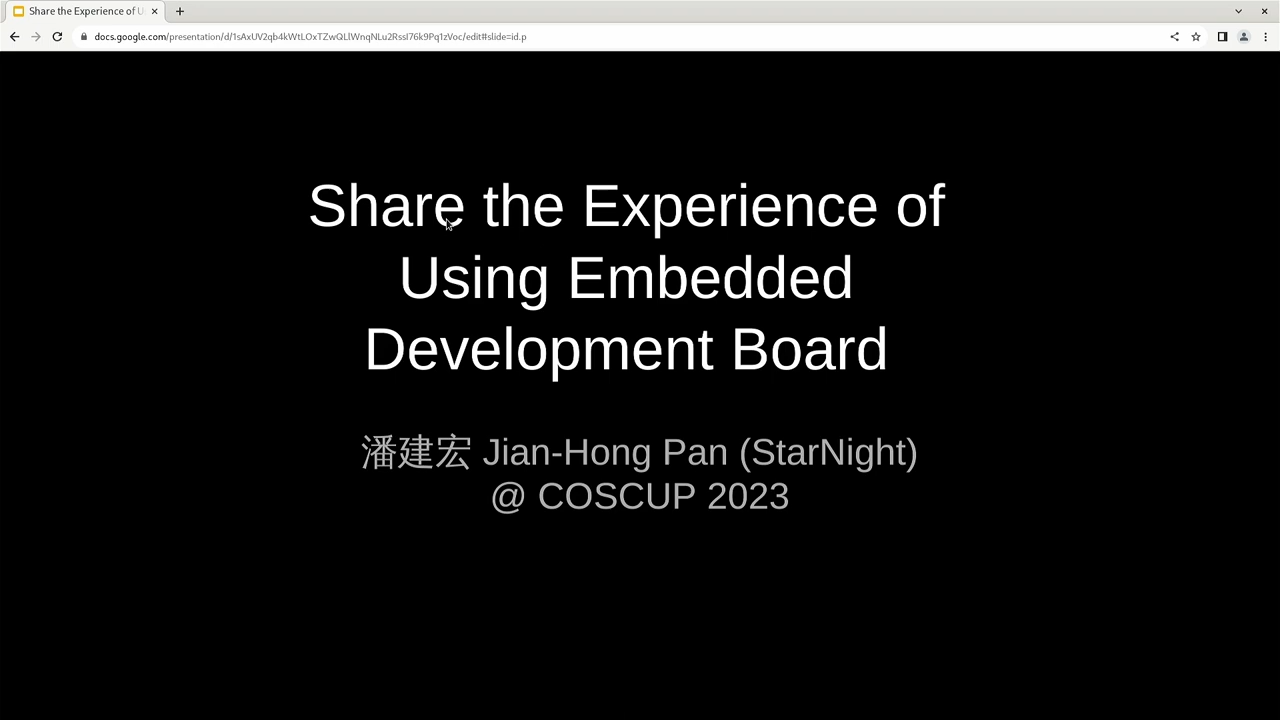 Share the Experience of U
docs.google.com/presentation/d/1sAxUV2qb4kWtLOxTZwQLlWnqNLu2RssI76k9Pq1zVoc/edit#slide=id.p
Share the Experience of
Using Embedded
Development Board
潘建宏 Jian-Hong Pan (StarNight)
@ COSCUP 2023